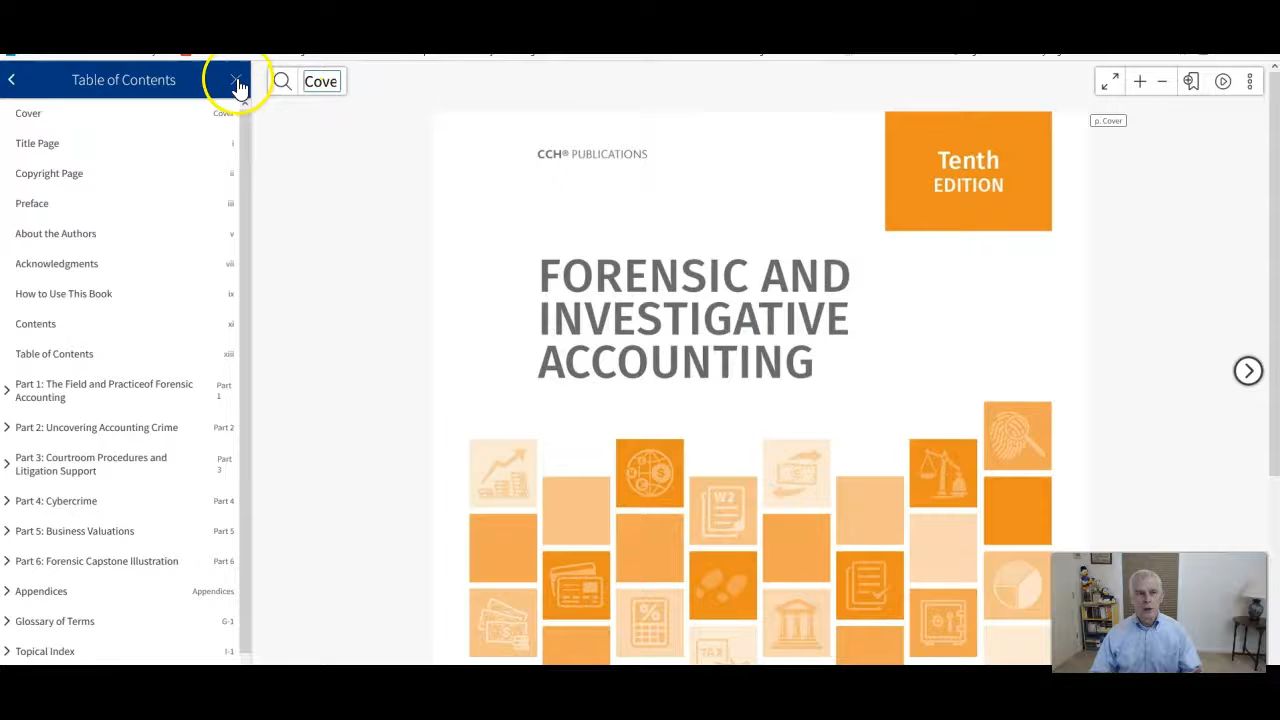 Table of Contents
Cove
Cover
Title Page i
Copyright Page ii
Preface iii
About the Authors v
Acknowledgments vii
How to Use This Book ix
Contents xi
Table of Contents xiii
Part 1: The Field and Practiceof Forensic
Accounting
Part
1
Part 2: Uncovering Accounting Crime Part 2
Part 3: Courtroom Procedures and
Litigation Support
Part
3
Part 4: Cybercrime Part 4
Part 5: Business Valuations Part 5
Part 6: Forensic Capstone Illustration Part 6
Appendices Appendices
Glossary of Terms G-1
Topical Index I-1
p. Cover
CCH® PUBLICATIONS
Tenth
EDITION
FORENSIC AND
INVESTIGATIVE
ACCOUNTING
W2
TAX